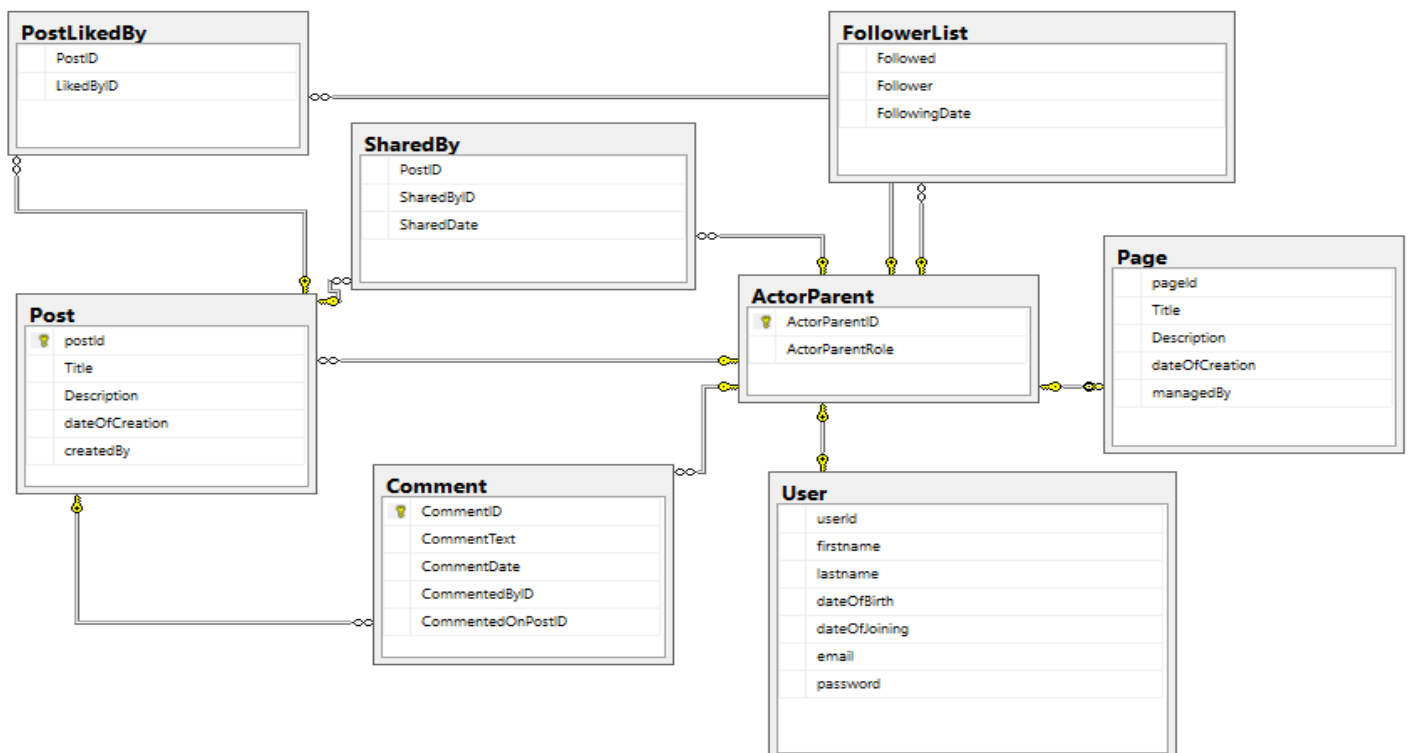 PostLikedBy
PostID
LikedByID
FollowerList
Followed
Follower
FollowingDate
SharedBy
PostID
SharedByID
SharedDate
Page
pageId
Title
Description
dateOfCreation
managedBy
ActorParent
ActorParentID
ActorParentRole
Post
postId
Title
Description
dateOfCreation
createdBy
Comment
CommentID
CommentText
CommentDate
CommentedByID
CommentedOnPostID
User
userId
firstname
lastname
dateOfBirth
dateOfJoining
email
password